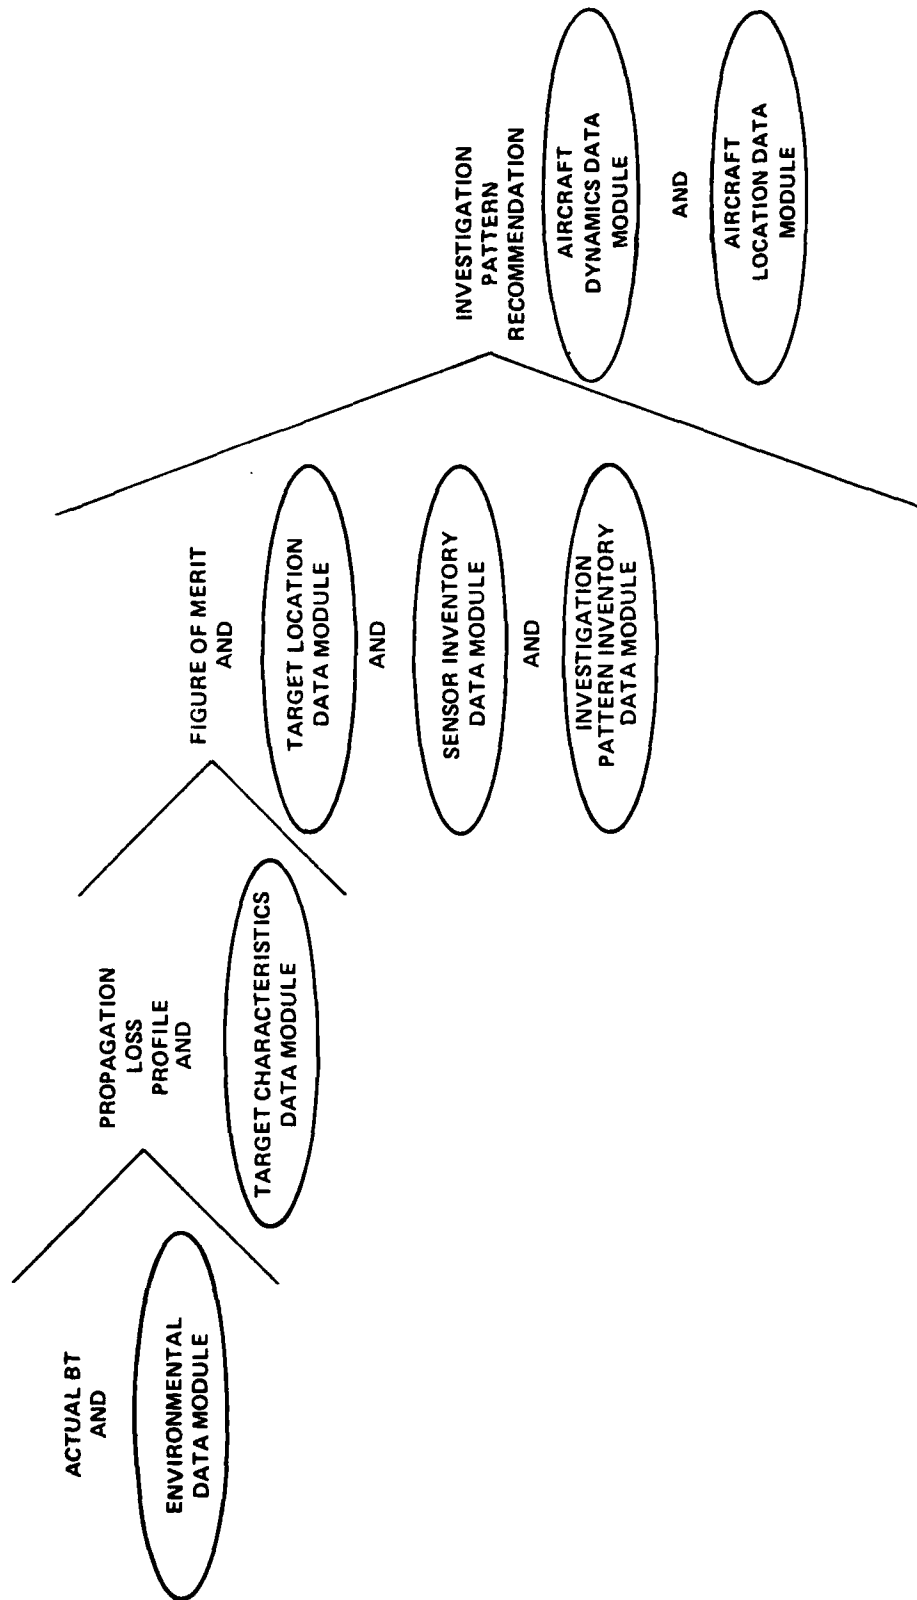 ACTUAL BT
AND
ENVIRONMENTAL
DATA MODULE
PROPAGATION
LOSS
PROFILE
AND
TARGET CHARACTERISTICS
DATA MODULE
FIGURE OF MERIT
AND
TARGET LOCATION
DATA MODULE
AND
SENSOR INVENTORY
DATA MODULE
AND
INVESTIGATION
PATTERN INVENTORY
DATA MODULE
INVESTIGATION
PATTERN
RECOMMENDATION
AIRCRAFT
DYNAMICS DATA
MODULE
AND
AIRCRAFT
LOCATION DATA
MODULE